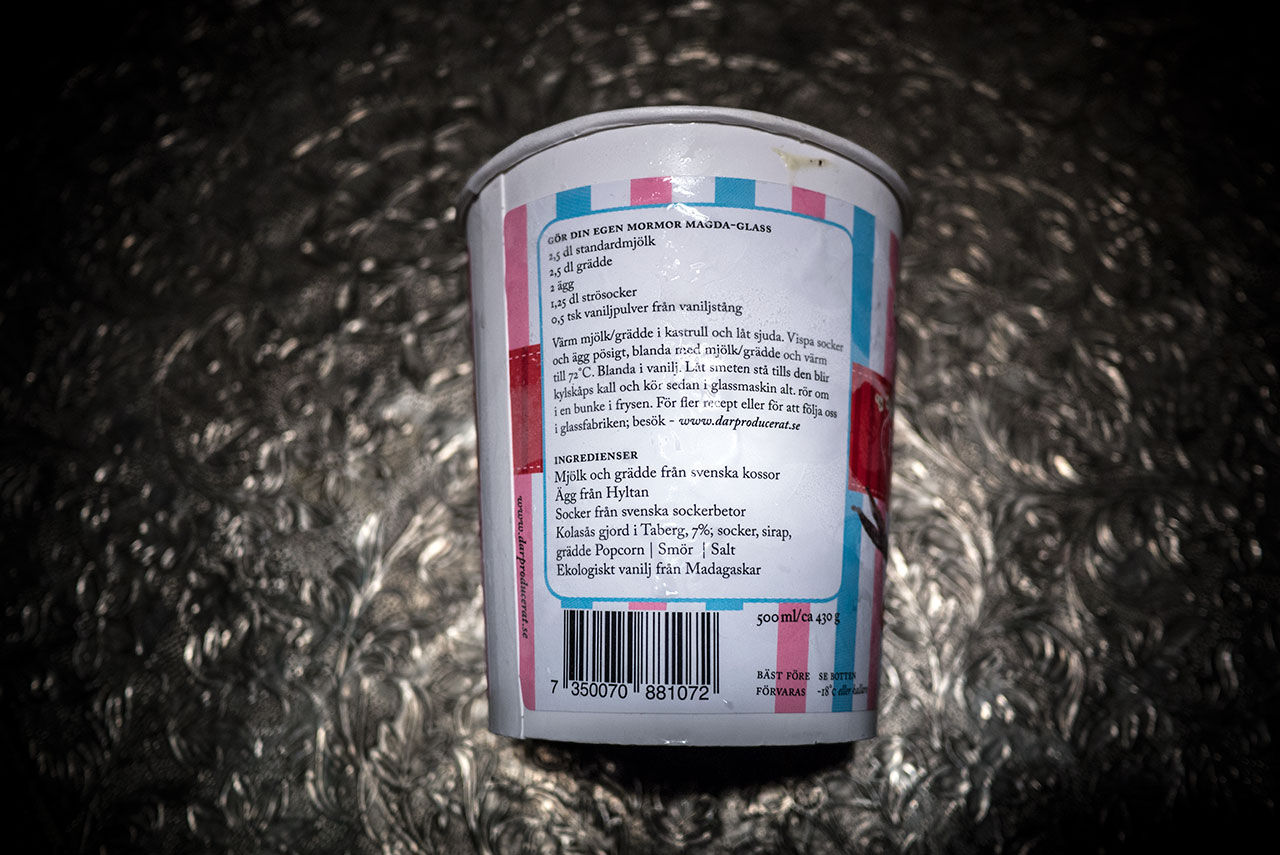 GÖR DIN EGEN MORMOR MAGDA-GLASS
2,5 dl standardmjölk
2,5 dl grädde
2 ägg
1,25 dl strösocker
0,5 tsk vaniljpulver från vaniljstång
Värm mjölk/grädde i kastrull och låt sjuda. Vispa socker
och ägg pösigt, blanda med mjölk/grädde och värm
till 72°C. Blanda i vanilj. Låt smeten stå tills den blir
kylskåps kall och kör sedan i glassmaskin alt. rör om
i en bunke i frysen. För fler recept eller för att följa oss
i glassfabriken; besök - www.darproducerat.se
INGREDIENSER
Mjölk och grädde från svenska kossor
Ägg från Hyltan
Socker från svenska sockerbetor
Kolasås gjord i Taberg, 7%; socker, sirap,
grädde Popcorn | Smör ¦ Salt
Ekologiskt vanilj från Madagaskar
www.darproducerat.se
500 ml/ca 430 g
BÄST FÖRE SE BOTTEN
FÖRVARAS -18°C eller kallare
7 350070 881072